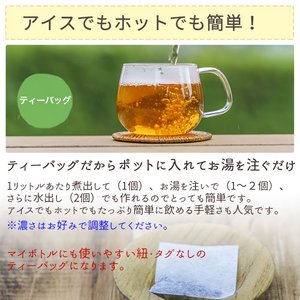 アイスでもホットでも簡単!
ティーバッグ
ティーバッグだからポットに入れてお湯を注ぐだけ
1リットルあたり煮出して（1個）、お湯を注いで（1〜2個）、
さらに水出し（2個）でも作れるのでとっても簡単です。
アイスでもホットでもたっぷり簡単に飲める手軽さも人気です。
※濃さはお好みで調整してください。
マイボトルにも使いやすい紐・タグなしの
ティーバッグになります。